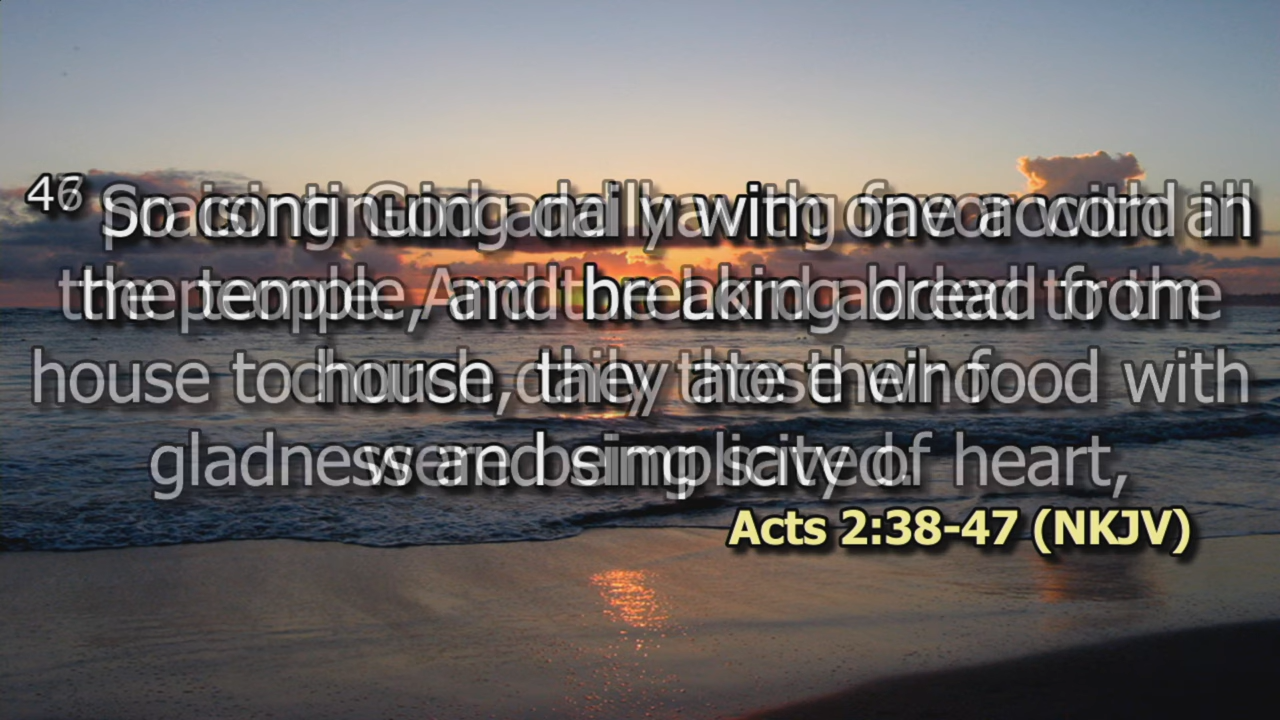 46 So continuing daily with one accord in
the temple, and breaking bread from
house to house, they ate their food with
gladness and simplicity of heart,
47 praising God and having favor with all
the people. And the Lord added to the
church daily those who
were being saved.
Acts 2:38-47 (NKJV)